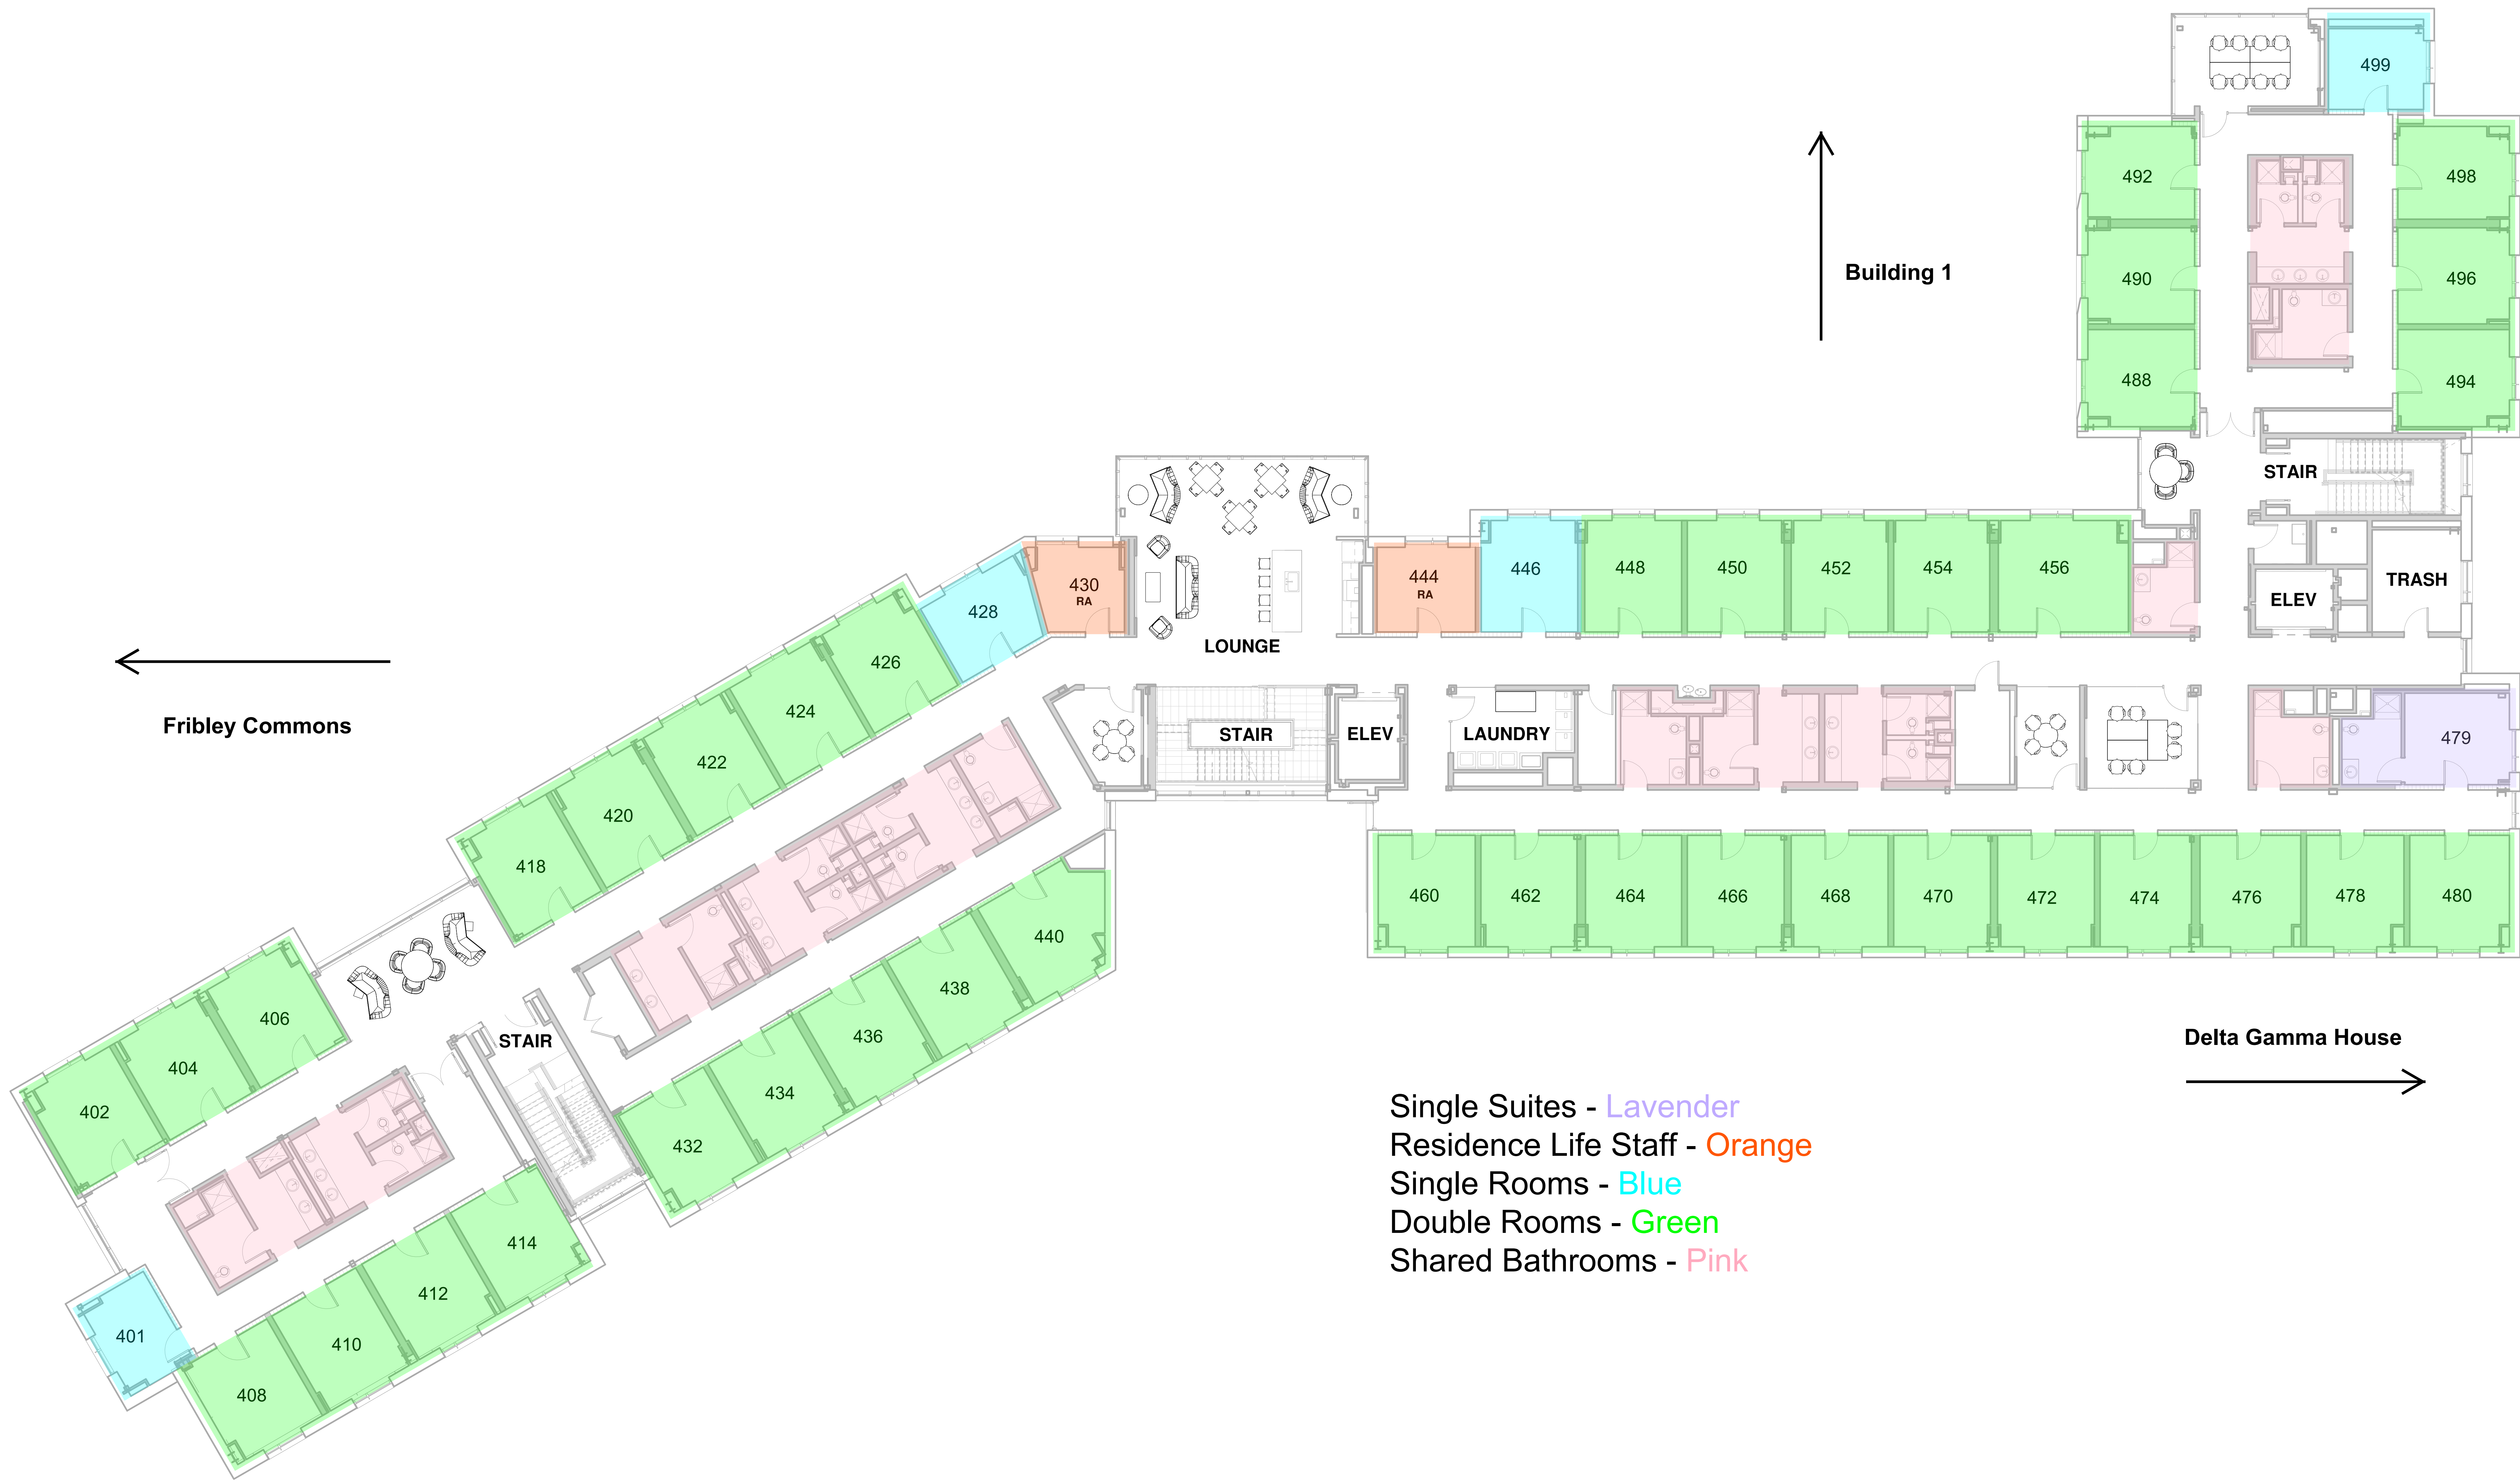 499
492
498
Building 1
490
496
488
494
STAIR
444
RA
446
448
450
452
454
456
ELEV
TRASH
430
RA
428
426
LOUNGE
424
422
420
418
Fribley Commons
STAIR
ELEV
LAUNDRY
479
460
462
464
466
468
470
472
474
476
478
480
440
438
436
434
432
406
404
402
STAIR
414
412
410
408
401
Delta Gamma House
Single Suites - Lavender
Residence Life Staff - Orange
Single Rooms - Blue
Double Rooms - Green
Shared Bathrooms - Pink